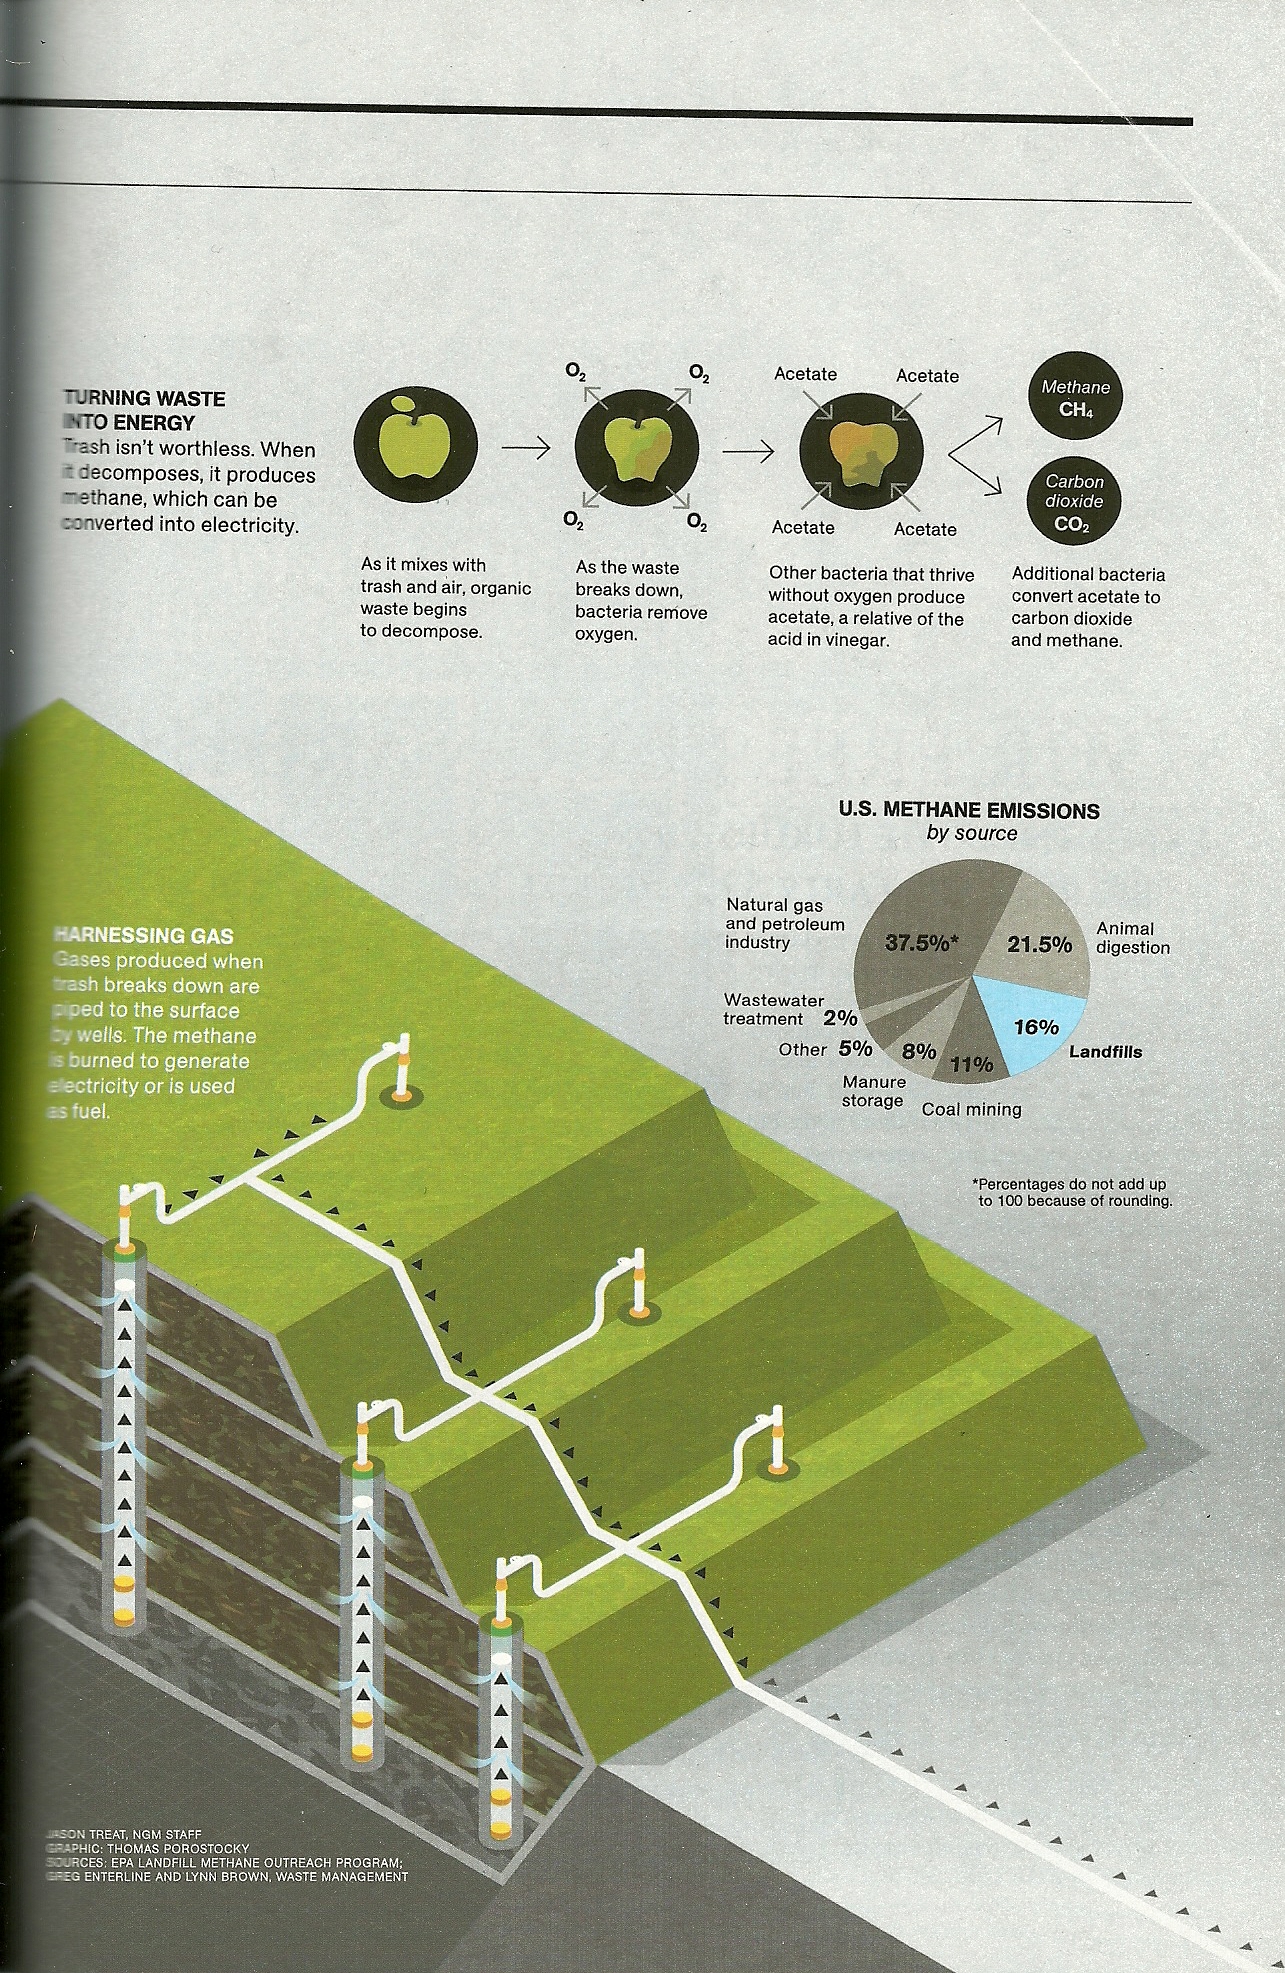 TURNING WASTE
INTO ENERGY
Trash isn't worthless. When
it decomposes, it produces
methane, which can be
converted into electricity.
O2
O2
O2
O2
Acetate
Acetate
Acetate
Acetate
Methane
CH4
Carbon
dioxide
CO2
As it mixes with
trash and air, organic
waste begins
to decompose.
As the waste
breaks down,
bacteria remove
oxygen.
Other bacteria that thrive
without oxygen produce
acetate, a relative of the
acid in vinegar.
Additional bacteria
convert acetate to
carbon dioxide
and methane.
U.S. METHANE EMISSIONS
by source
Natural gas
and petroleum
industry
37.5%*
21.5%
Animal
digestion
Wastewater
treatment 2%
Other 5%
8%
Manure
storage
11%
Coal mining
16%
Landfills
*Percentages do not add up
to 100 because of rounding.
HARNESSING GAS
Gases produced when
trash breaks down are
piped to the surface
by wells. The methane
is burned to generate
electricity or is used
as fuel.
JASON TREAT, NGM STAFF
GRAPHIC: THOMAS POROSTOCKY
SOURCES: EPA LANDFILL METHANE OUTREACH PROGRAM;
GREG ENTERLINE AND LYNN BROWN, WASTE MANAGEMENT